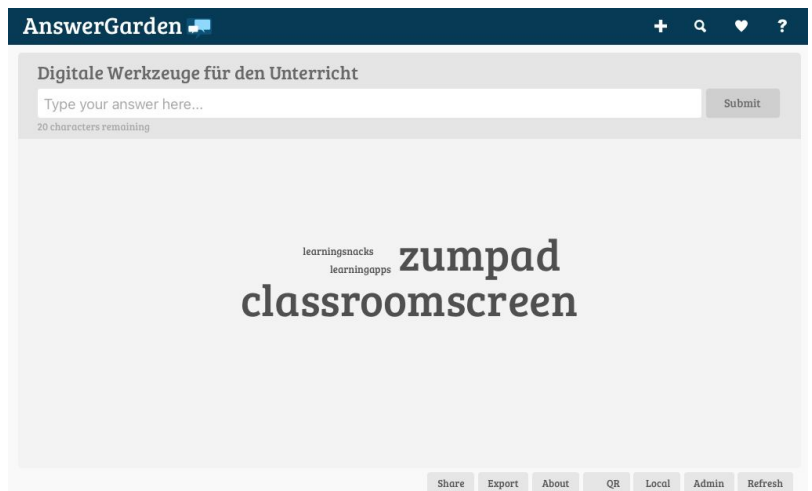 AnswerGarden
Digitale Werkzeuge für den Unterricht
Type your answer here...
Submit
20 characters remaining
learningsnacks
zumpad
learningapps
classroomscreen
Share Export About QR Local Admin Refresh